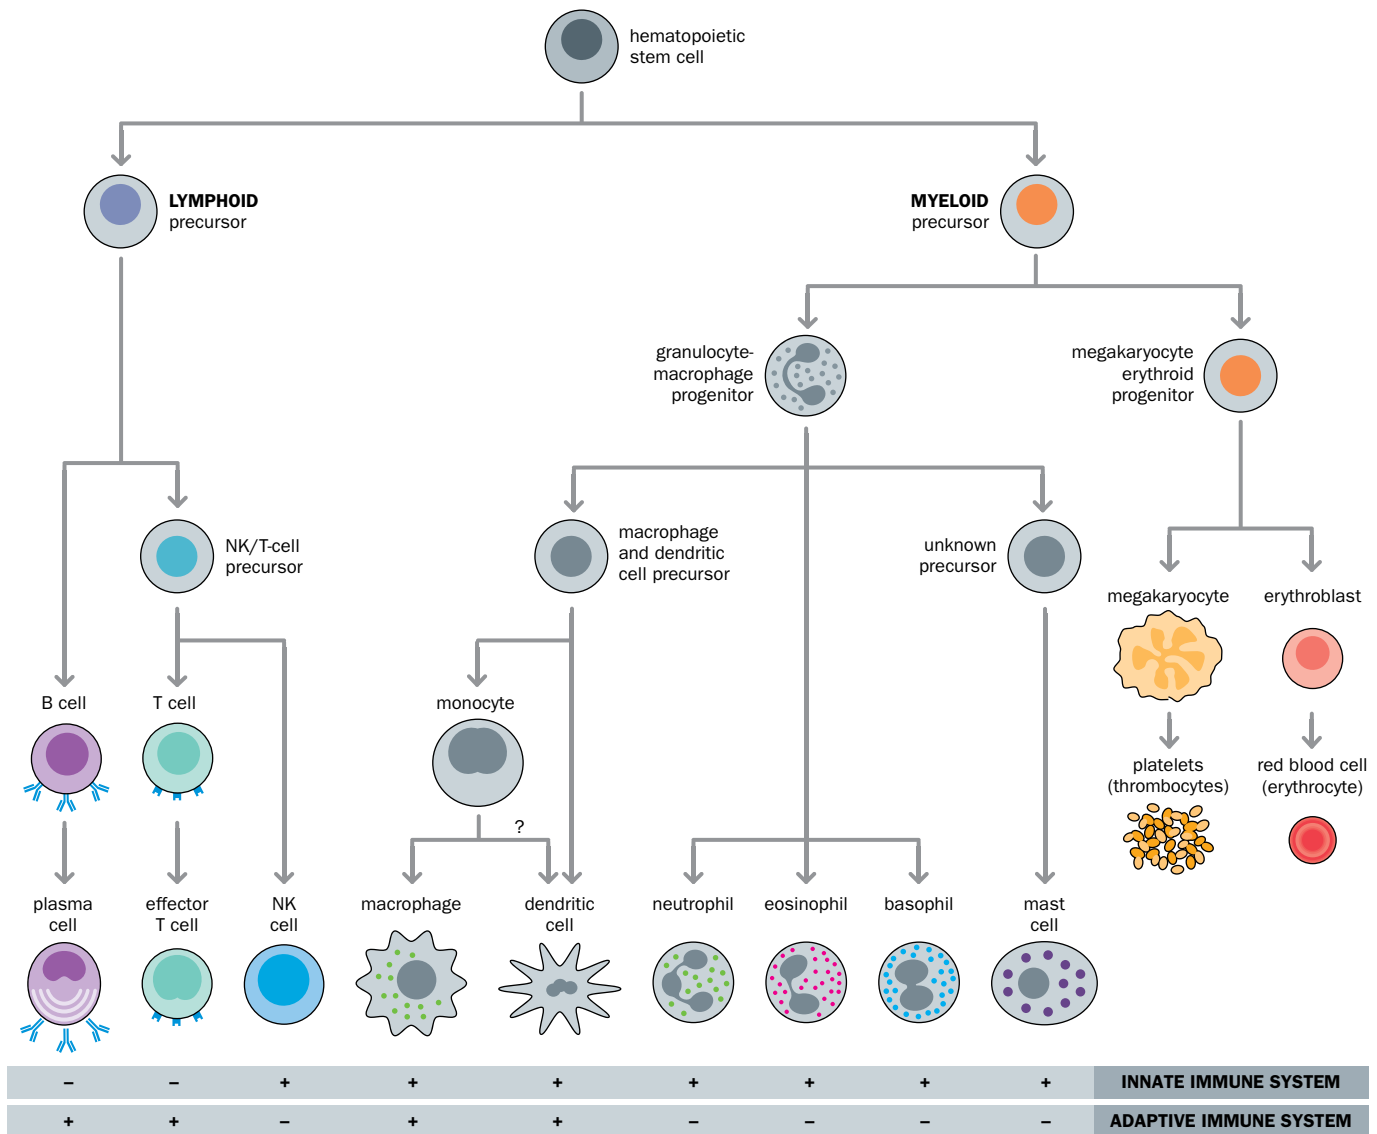 hematopoietic
stem cell
LYMPHOID
precursor
MYELOID
precursor
granulocyte-
macrophage
progenitor
megakaryocyte
erythroid
progenitor
NK/T-cell
precursor
macrophage
and dendritic
cell precursor
unknown
precursor
megakaryocyte
erythroblast
B cell
T cell
monocyte
platelets
(thrombocytes)
red blood cell
(erythrocyte)
?
plasma
cell
effector
T cell
NK
cell
macrophage
dendritic
cell
neutrophil
eosinophil
basophil
mast
cell
– – + + + + + + + INNATE IMMUNE SYSTEM
+ + – + + – – – – ADAPTIVE IMMUNE SYSTEM